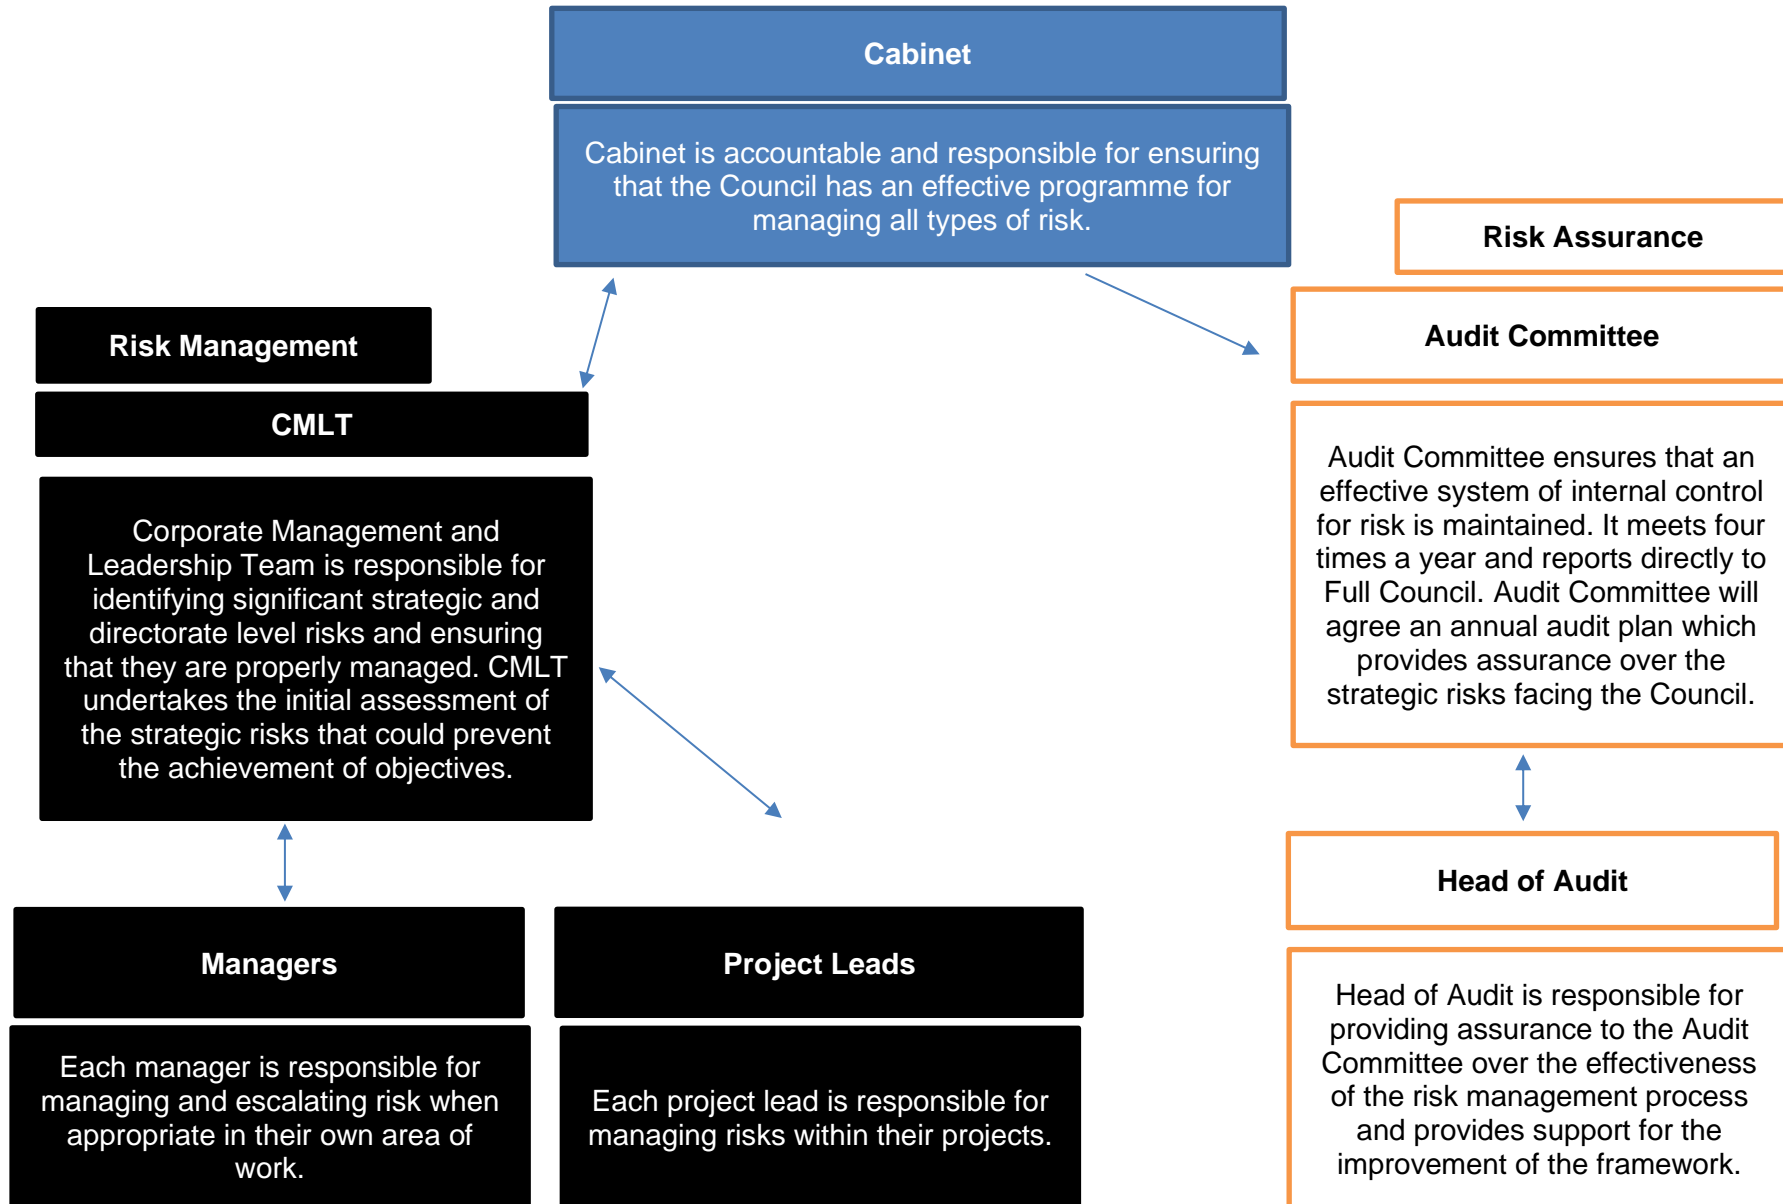 Cabinet
Cabinet is accountable and responsible for ensuring
that the Council has an effective programme for
managing all types of risk.
Risk Management
CMLT
Corporate Management and
Leadership Team is responsible for
identifying significant strategic and
directorate level risks and ensuring
that they are properly managed. CMLT
undertakes the initial assessment of
the strategic risks that could prevent
the achievement of objectives.
Managers
Each manager is responsible for
managing and escalating risk when
appropriate in their own area of
work.
Project Leads
Each project lead is responsible for
managing risks within their projects.
Risk Assurance
Audit Committee
Audit Committee ensures that an
effective system of internal control
for risk is maintained. It meets four
times a year and reports directly to
Full Council. Audit Committee will
agree an annual audit plan which
provides assurance over the
strategic risks facing the Council.
Head of Audit
Head of Audit is responsible for
providing assurance to the Audit
Committee over the effectiveness
of the risk management process
and provides support for the
improvement of the framework.